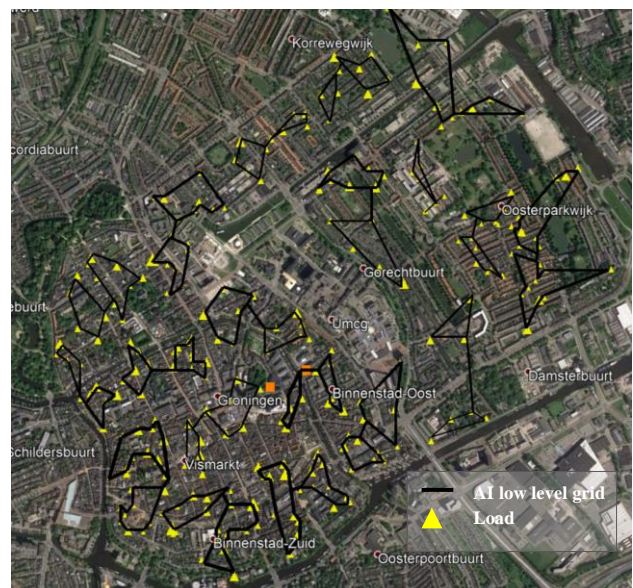 Korrewegwijk
cordiabuurt
Oosterparkwijk
Gorechtbuurt
ebuurt
Umcg
Damsterbuurt
Binnenstad-Oost
Groningen
Schildersbuurt
Vismarkt
AI low level grid
Load
Binnenstad-Zuid
Oosterpoortbuurt